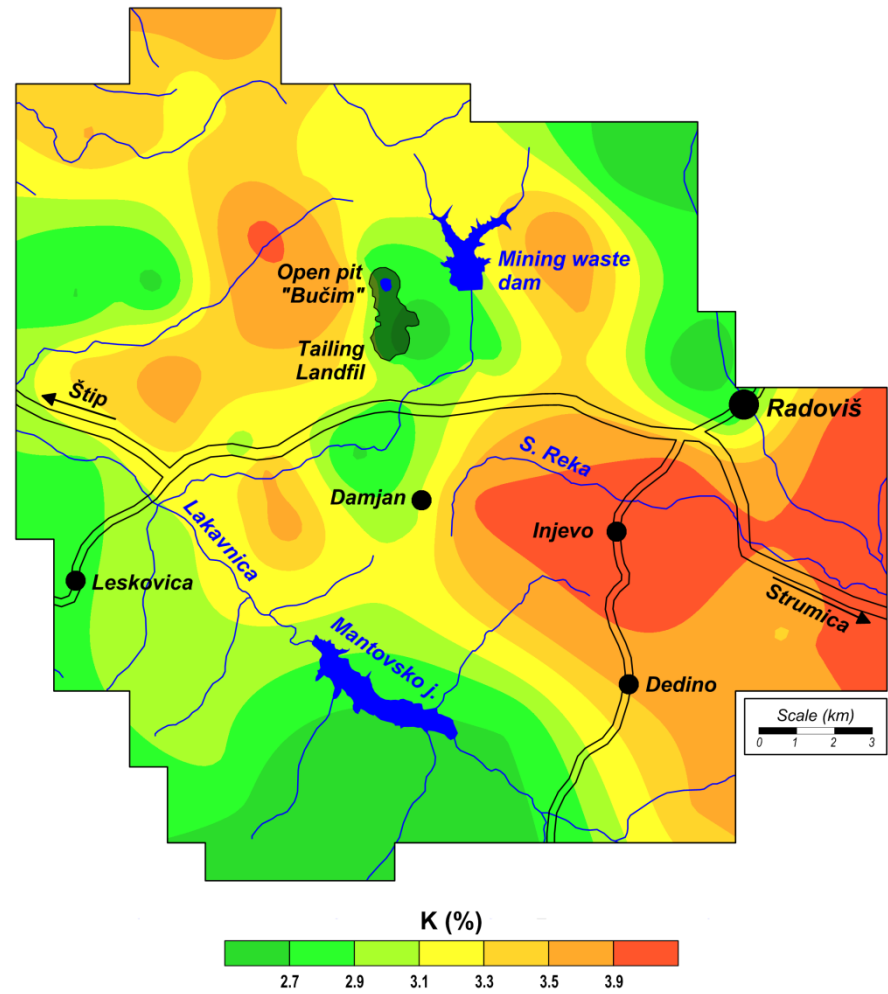 Open pit
"Bučim"
Mining waste
dam
Tailing
Landfil
Štip
Radoviš
S. Reka
Damjan
Lakavnica
Injevo
Leskovica
Strumica
Mantovsko j.
Dedino
Scale (km)
0 1 2 3
K (%)
2.7 2.9 3.1 3.3 3.5 3.9